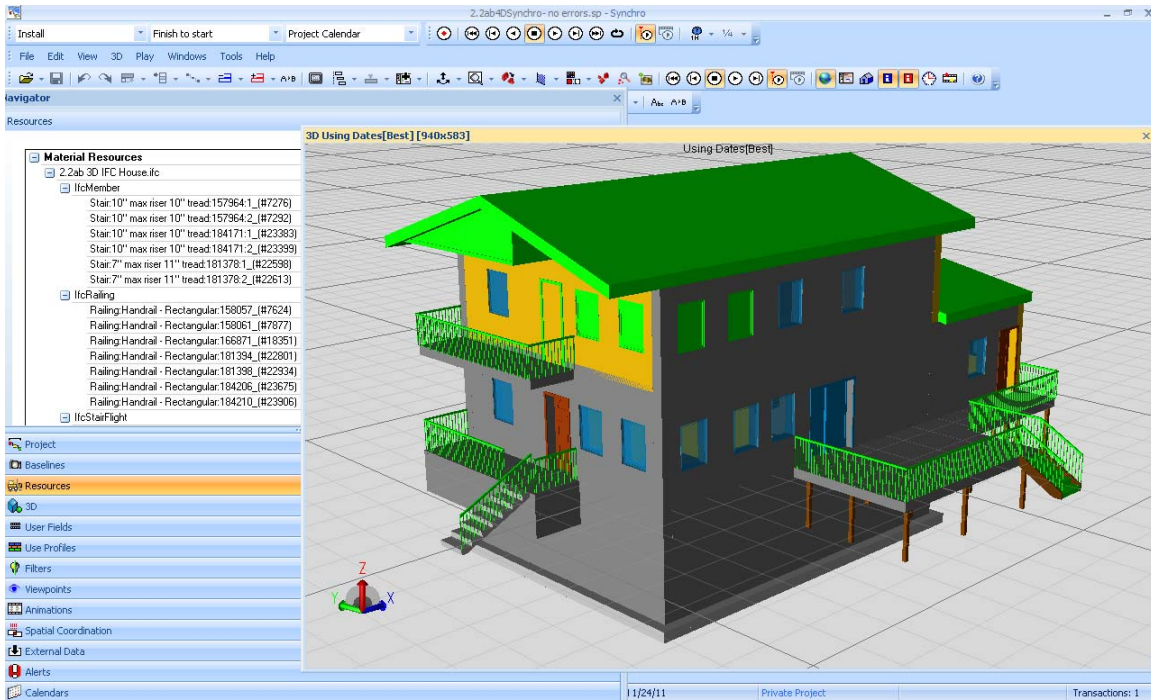 2.2ab4DSynchro- no errors.sp - Synchro
Install Finish to start Project Calendar 1H ¼
File Edit View 3D Play Windows Tools Help
A›B
Navigator
Abc A›B
Resources
3D Using Dates[Best] [940x583]
Using Dates[Best]
Material Resources
2.2ab 3D IFC House.ifc
IfcMember
Stair:10" max riser 10" tread:157964:1_(#7276)
Stair:10" max riser 10" tread:157964:2_(#7292)
Stair:10" max riser 10" tread:184171:1_(#23383)
Stair:10" max riser 10" tread:184171:2_(#23399)
Stair:7" max riser 11" tread:181378:1_(#22598)
Stair:7" max riser 11" tread:181378:2_(#22613)
IfcRailing
Railing:Handrail - Rectangular:158057_(#7624)
Railing:Handrail - Rectangular:158061_(#7877)
Railing:Handrail - Rectangular:166871_(#18351)
Railing:Handrail - Rectangular:181394_(#22801)
Railing:Handrail - Rectangular:181398_(#22934)
Railing:Handrail - Rectangular:184206_(#23675)
Railing:Handrail - Rectangular:184210_(#23906)
IfcStairFlight
Project
Baselines
Resources
3D
User Fields
Use Profiles
Filters
Viewpoints
Animations
Spatial Coordination
External Data
Alerts
Calendars
Z
Y X
11/24/11 Private Project Transactions: 1